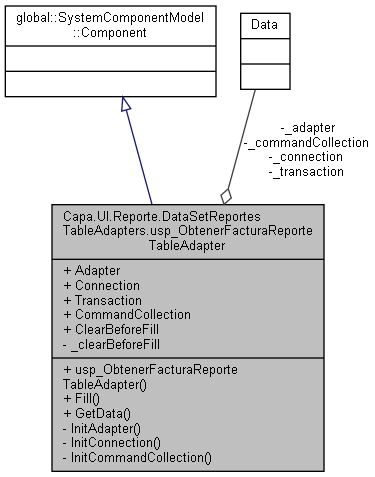 global::SystemComponentModel
::Component
Data
-_adapter
-_commandCollection
-_connection
-_transaction
Capa.UI.Reporte.DataSetReportes
TableAdapters.usp_ObtenerFacturaReporte
TableAdapter
+ Adapter
+ Connection
+ Transaction
+ CommandCollection
+ ClearBeforeFill
- _clearBeforeFill
+ usp_ObtenerFacturaReporte
TableAdapter()
+ Fill()
+ GetData()
- InitAdapter()
- InitConnection()
- InitCommandCollection()